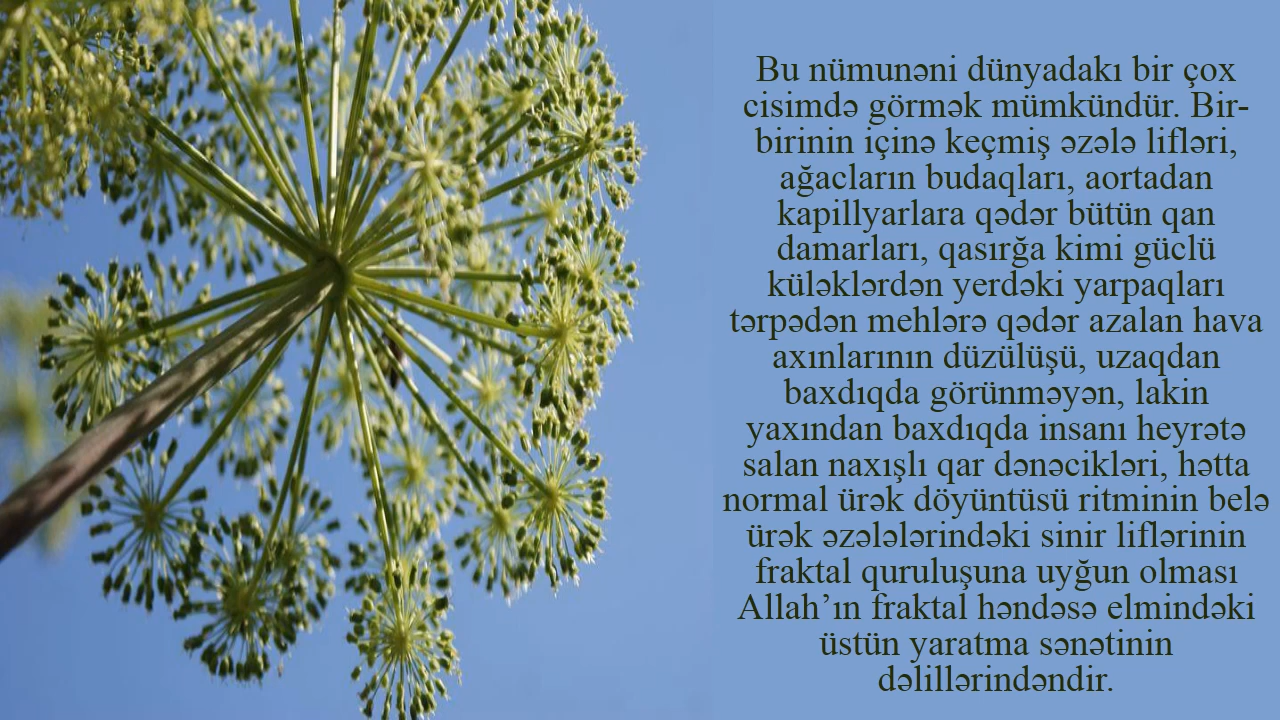 Bu nümunəni dünyadakı bir çox
cisimdə görmək mümkündür. Bir-
birinin içinə keçmiş əzələ lifləri,
ağacların budaqları, aortadan
kapillyarlara qədər bütün qan
damarları, qasırğa kimi güclü
küləklərdən yerdəki yarpaqları
tərpədən mehlərə qədər azalan hava
axınlarının düzülüşü, uzaqdan
baxdıqda görünməyən, lakin
yaxından baxdıqda insanı heyrətə
salan naxışlı qar dənəcikləri, hətta
normal ürək döyüntüsü ritminin belə
ürək əzələlərindəki sinir liflərinin
fraktal quruluşuna uyğun olması
Allah’ın fraktal həndəsə elmindəki
üstün yaratma sənətinin
dəlillərindəndir.